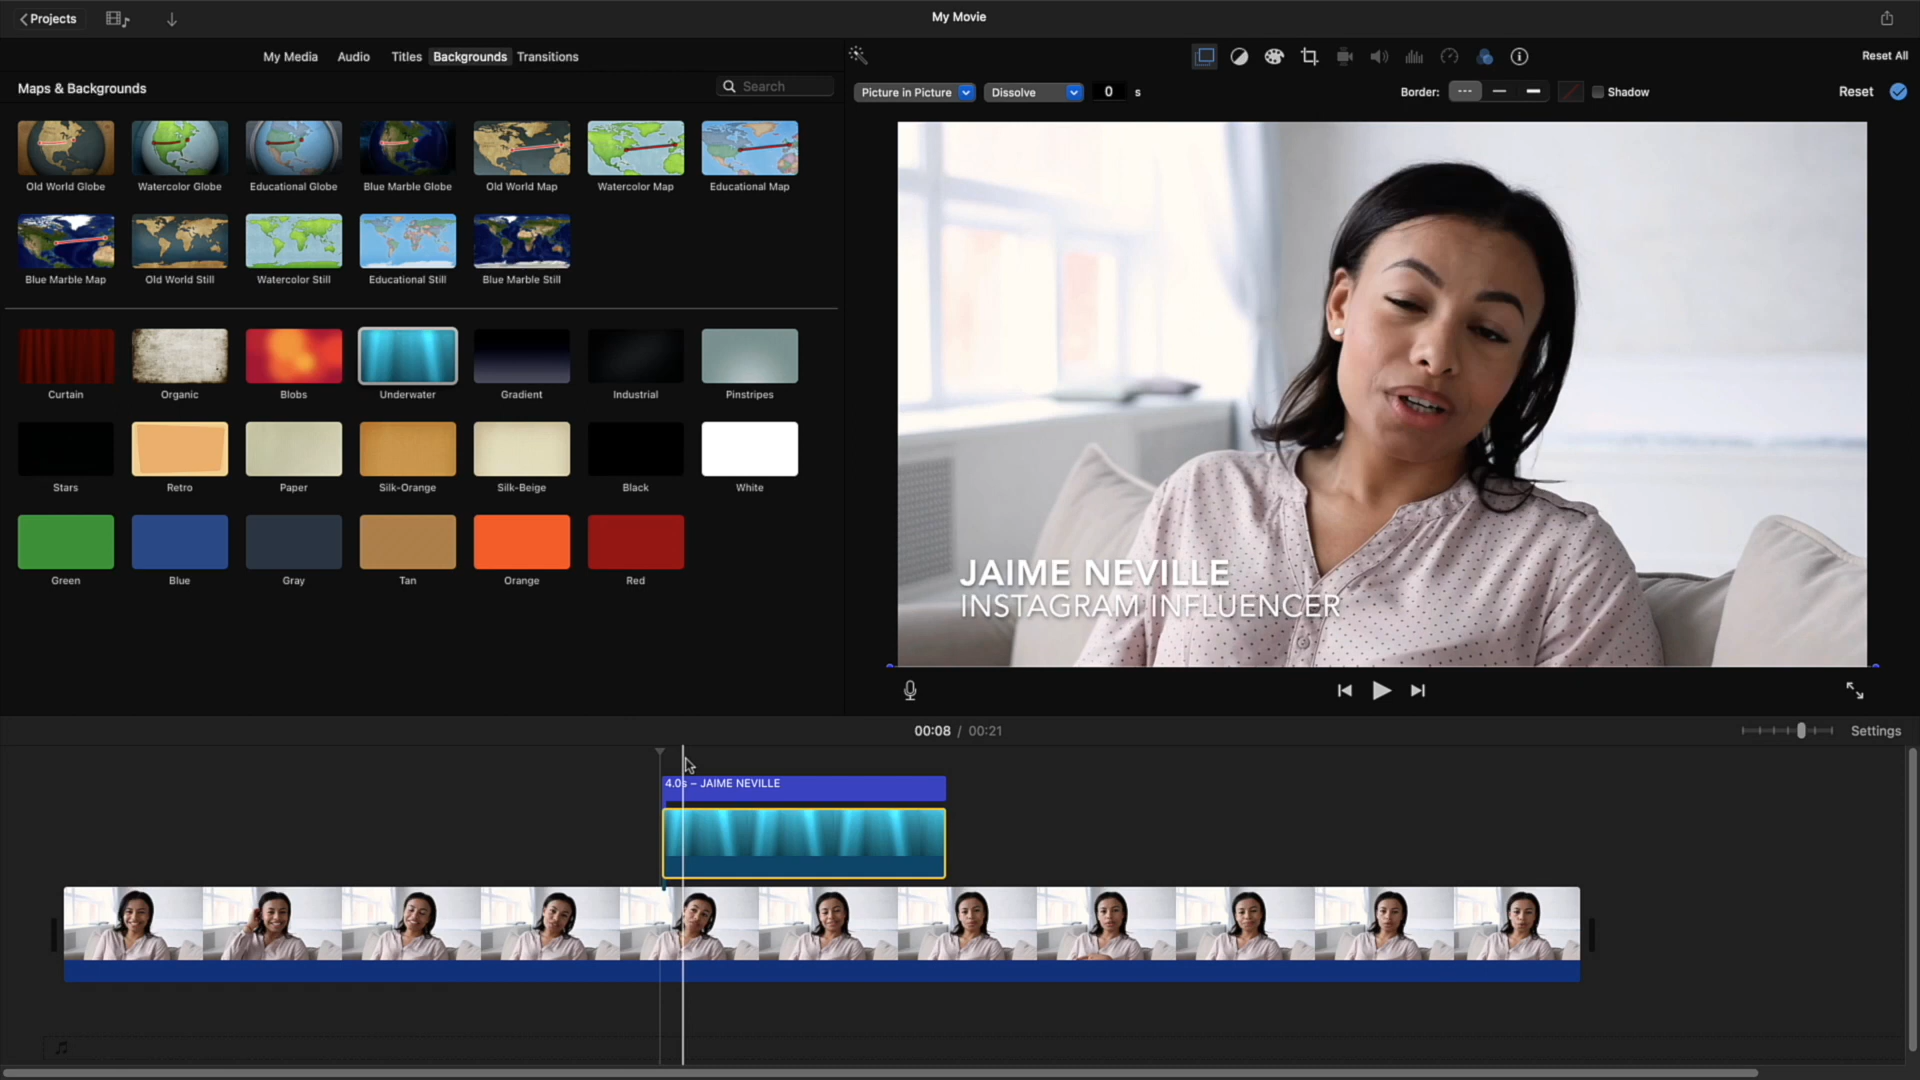 Projects
My Movie
My Media
Audio
Titles
Backgrounds
Transitions
Reset All
Maps & Backgrounds
Search
Picture in Picture
Dissolve
0 s
Border:
Shadow
Reset
Old World Globe
Watercolor Globe
Educational Globe
Blue Marble Globe
Old World Map
Watercolor Map
Educational Map
Blue Marble Map
Old World Still
Watercolor Still
Educational Still
Blue Marble Still
Curtain
Organic
Blobs
Underwater
Gradient
Industrial
Pinstripes
Stars
Retro
Paper
Silk-Orange
Silk-Beige
Black
White
Green
Blue
Gray
Tan
Orange
Red
JAIME NEVILLE
INSTAGRAM INFLUENCER
00:08 / 00:21
Settings
4.0s – JAIME NEVILLE